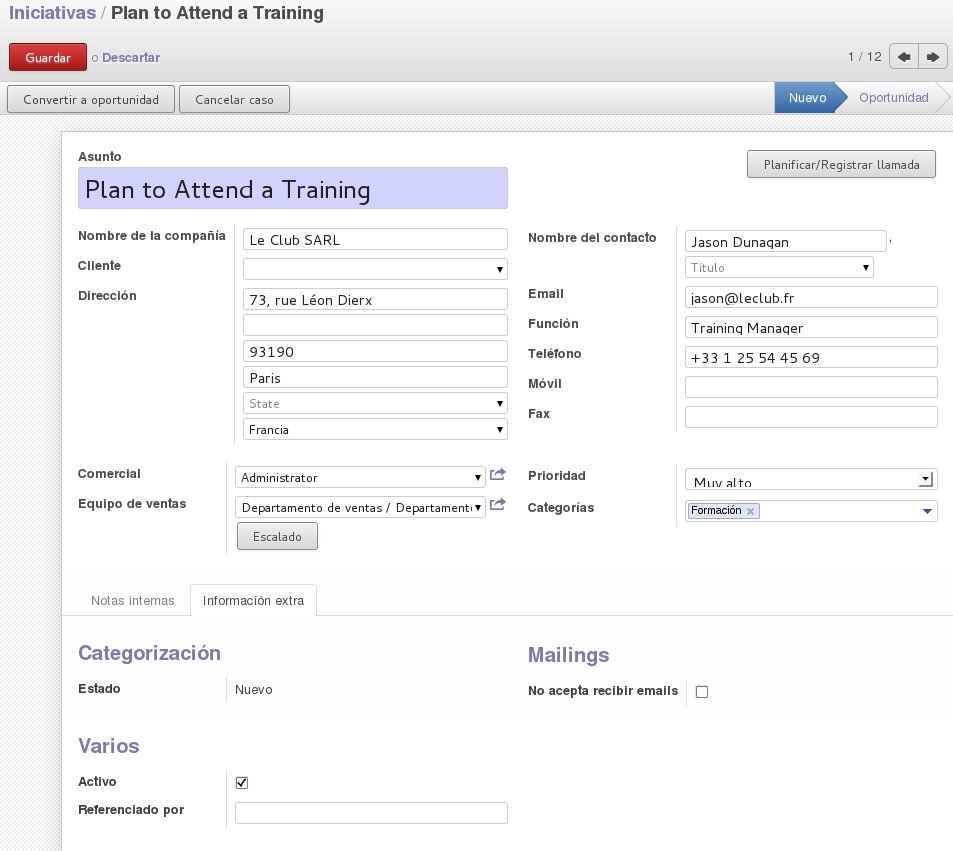 Iniciativas / Plan to Attend a Training
Guardar o Descartar
1 / 12
Convertir a oportunidad Cancelar caso
Nuevo Oportunidad
Asunto
Plan to Attend a Training
Planificar/Registrar llamada
Nombre de la compañía Le Club SARL
Cliente
Dirección 73, rue Léon Dierx
93190
Paris
State
Francia
Nombre del contacto Jason Dunagan ,
Título
Email jason@leclub.fr
Función Training Manager
Teléfono +33 1 25 54 45 69
Móvil
Fax
Comercial Administrator
Equipo de ventas Departamento de ventas / Departament
Escalado
Prioridad Muy alto
Categorías Formación x
Notas internas Información extra
Categorización
Estado Nuevo
Mailings
No acepta recibir emails
Varios
Activo
Referenciado por